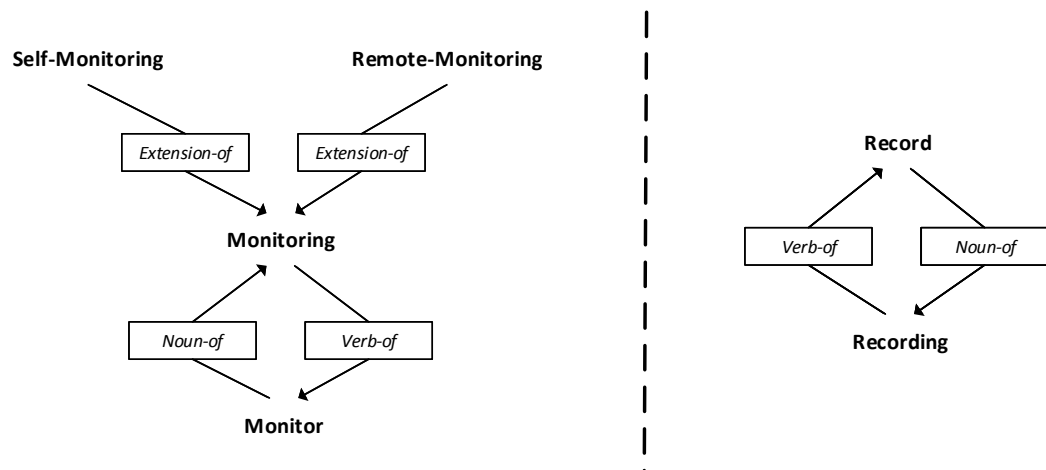 Self-Monitoring
Remote-Monitoring
Extension-of
Extension-of
Monitoring
Noun-of
Verb-of
Monitor
Record
Verb-of
Noun-of
Recording